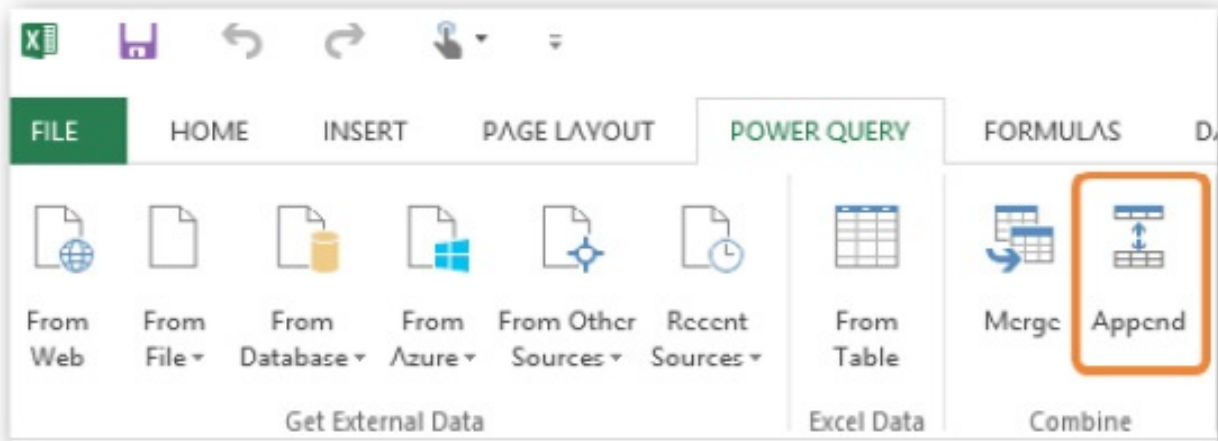 FILE HOME INSERT PAGE LAYOUT POWER QUERY FORMULAS DA
From Web
From File
From Database
From Azure
From Other Sources
Recent Sources
From Table
Merge
Append
Get External Data
Excel Data
Combine